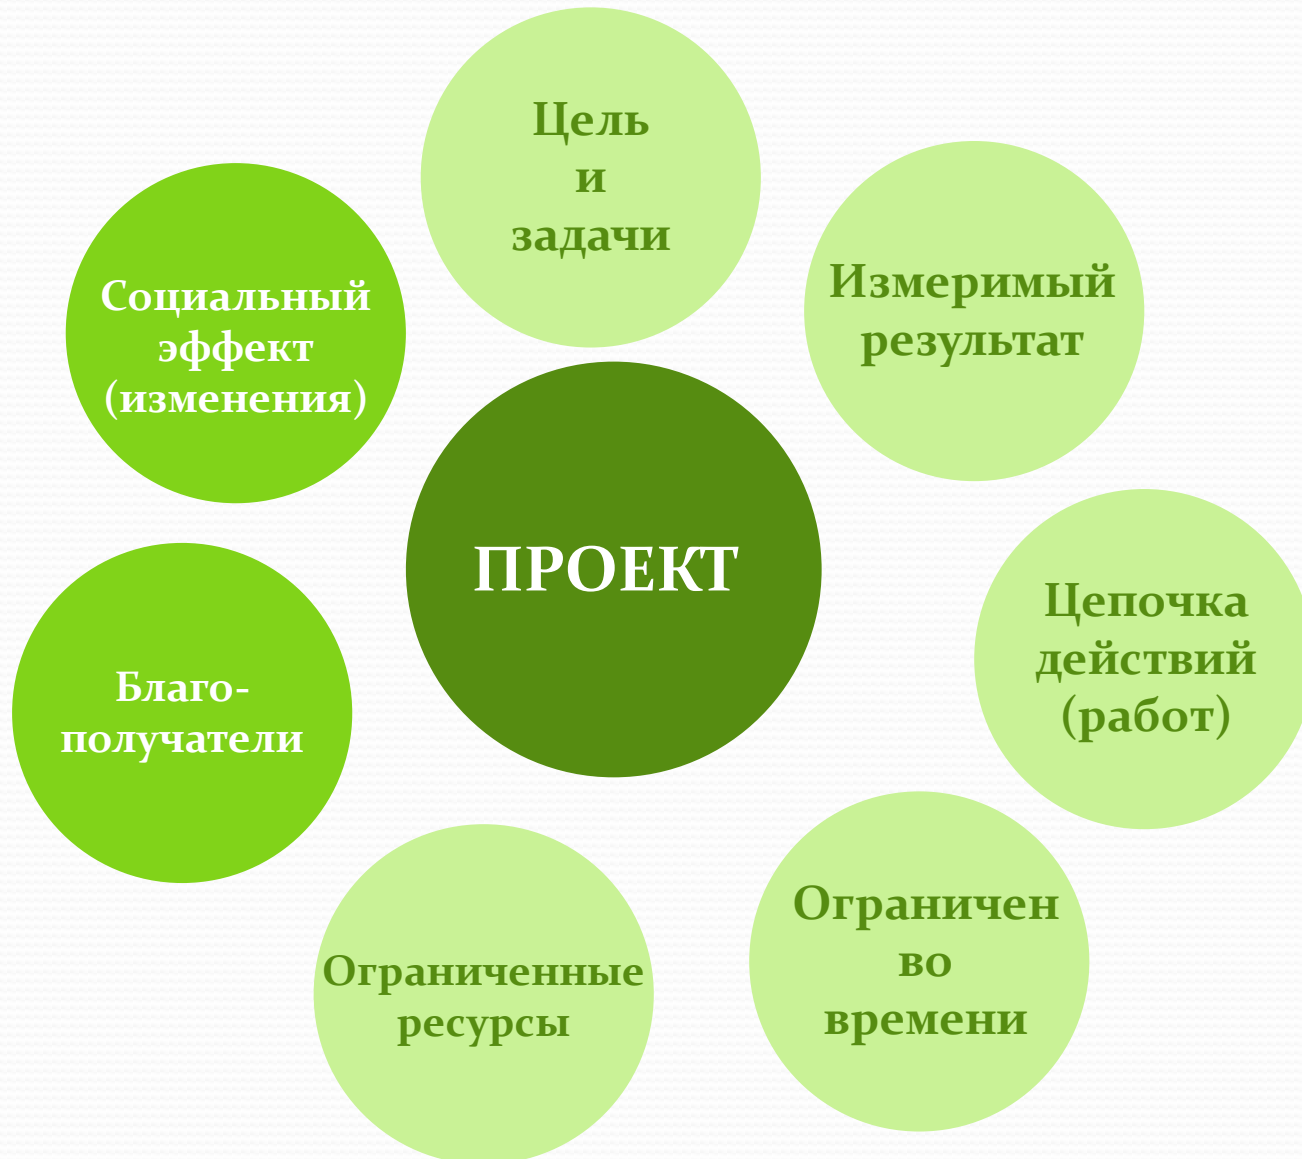 Цель
и
задачи
Измеримый
результат
Цепочка
действий
(работ)
Ограничен
во
времени
Ограниченные
ресурсы
Благо-
получатели
Социальный
эффект
(изменения)
ПРОЕКТ